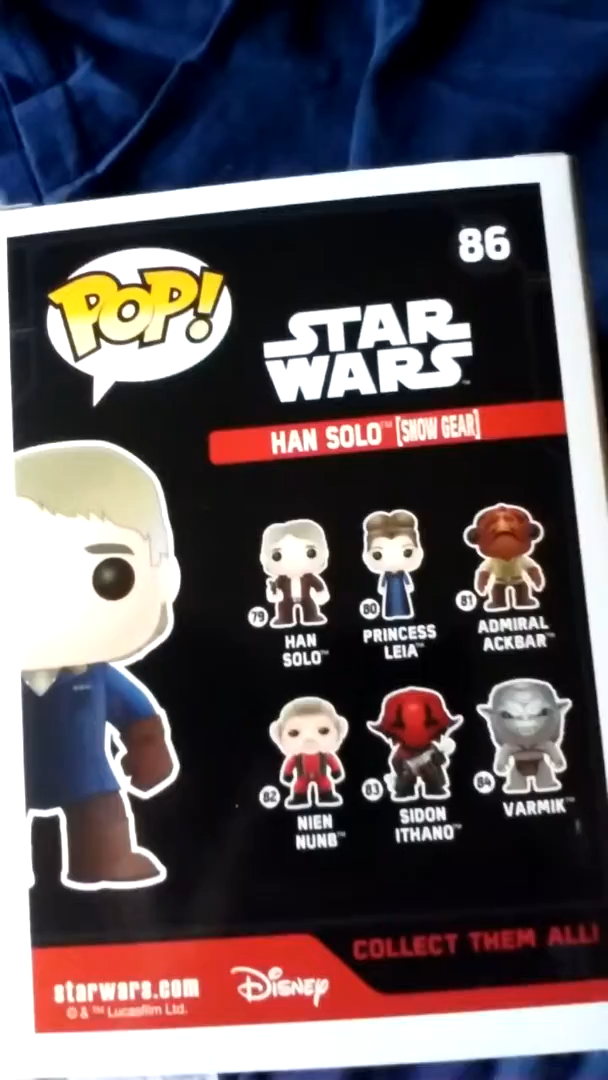 86
POP!
STAR
WARS™
HAN SOLO™ [SNOW GEAR]
79
HAN
SOLO™
80
PRINCESS
LEIA™
81
ADMIRAL
ACKBAR™
82
NIEN
NUNB™
83
SIDON
ITHANO™
84
VARMIK™
COLLECT THEM ALL!
starwars.com
© & ™ Lucasfilm Ltd.
Disney